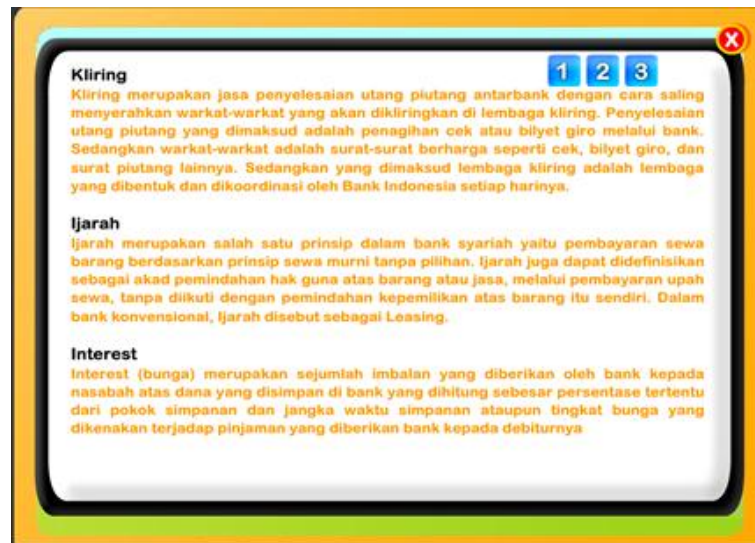 X
1 2 3
Kliring
Kliring merupakan jasa penyelesaian utang piutang antarbank dengan cara saling
menyerahkan warkat-warkat yang akan dikliringkan di lembaga kliring. Penyelesaian
utang piutang yang dimaksud adalah penagihan cek atau bilyet giro melalui bank.
Sedangkan warkat-warkat adalah surat-surat berharga seperti cek, bilyet giro, dan
surat piutang lainnya. Sedangkan yang dimaksud lembaga kliring adalah lembaga
yang dibentuk dan dikoordinasi oleh Bank Indonesia setiap harinya.
Ijarah
Ijarah merupakan salah satu prinsip dalam bank syariah yaitu pembayaran sewa
barang berdasarkan prinsip sewa murni tanpa pilihan. Ijarah juga dapat didefinisikan
sebagai akad pemindahan hak guna atas barang atau jasa, melalui pembayaran upah
sewa, tanpa diikuti dengan pemindahan kepemilikan atas barang itu sendiri. Dalam
bank konvensional, Ijarah disebut sebagai Leasing.
Interest
Interest (bunga) merupakan sejumlah imbalan yang diberikan oleh bank kepada
nasabah atas dana yang disimpan di bank yang dihitung sebesar persentase tertentu
dari pokok simpanan dan jangka waktu simpanan ataupun tingkat bunga yang
dikenakan terjadap pinjaman yang diberikan bank kepada debiturnya